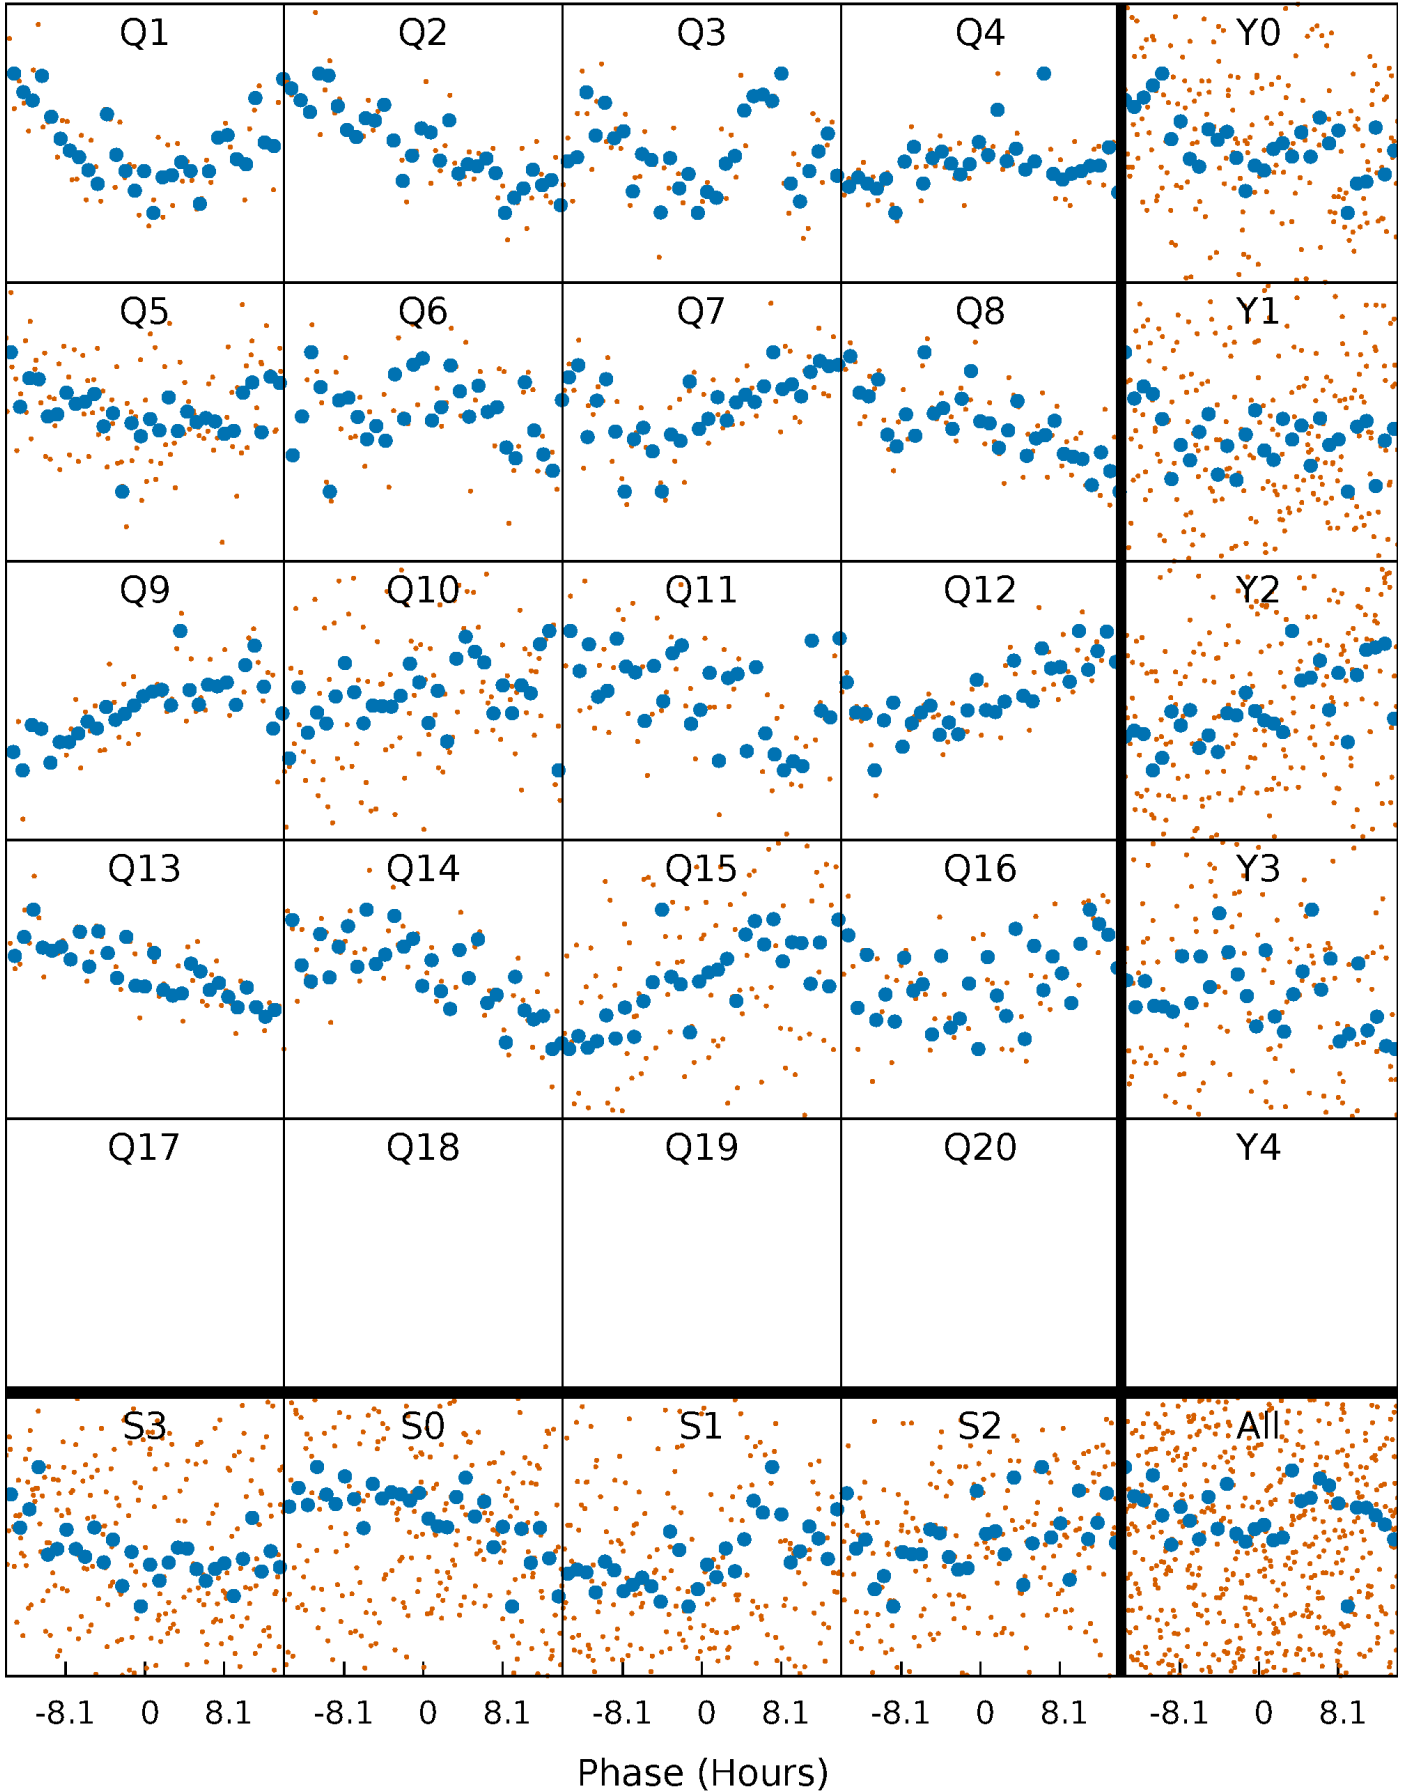 Q1 Q2 Q3 Q4 Y0
Q5 Q6 Q7 Q8 Y1
Q9 Q10 Q11 Q12 Y2
Q13 Q14 Q15 Q16 Y3
Q17 Q18 Q19 Q20 Y4
S3 S0 S1 S2 All
-8.1 0 8.1 -8.1 0 8.1 -8.1 0 8.1 -8.1 0 8.1 -8.1 0 8.1
Phase (Hours)